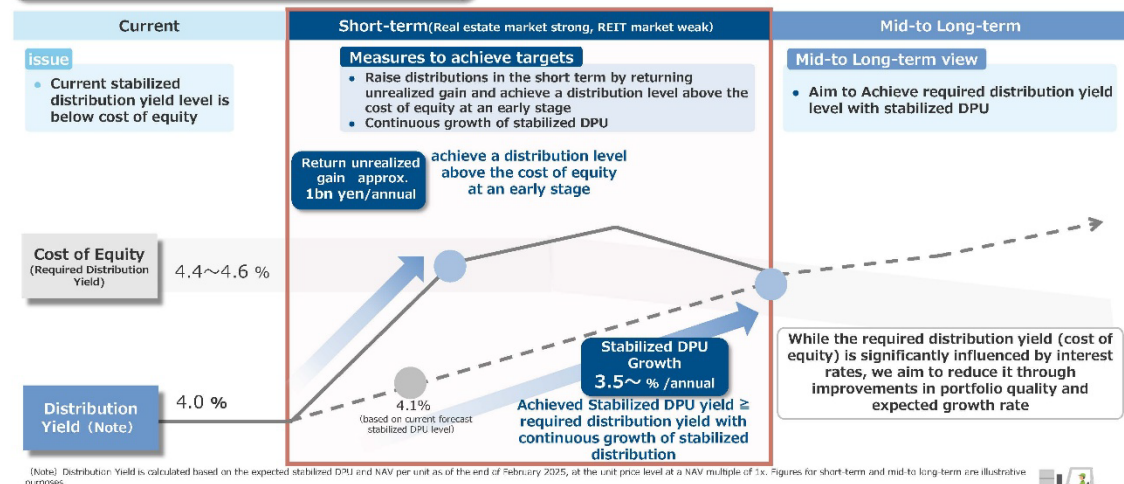 Current
Short-term(Real estate market strong, REIT market weak)
Mid-to Long-term
issue
• Current stabilized
distribution yield level is
below cost of equity
Measures to achieve targets
• Raise distributions in the short term by returning
unrealized gain and achieve a distribution level above the
cost of equity at an early stage
• Continuous growth of stabilized DPU
Mid-to Long-term view
• Aim to Achieve required distribution yield
level with stabilized DPU
Return unrealized
gain approx.
1bn yen/annual
achieve a distribution level
above the cost of equity
at an early stage
Cost of Equity
(Required Distribution
Yield)
4.4~4.6 %
Stabilized DPU
Growth
3.5~ %/annual
While the required distribution yield (cost of
equity) is significantly influenced by interest
rates, we aim to reduce it through
improvements in portfolio quality and
expected growth rate
Distribution
Yield (Note)
4.0 %
4.1%
(based on current forecast
stabilized DPU level)
Achieved Stabilized DPU yield ≧
required distribution yield with
continuous growth of stabilized
distribution
(Note) Distribution Yield is calculated based on the expected stabilized DPU and NAV per unit as of the end of February 2025, at the unit price level at a NAV multiple of 1x. Figures for short-term and mid-to long-term are illustrative
purposes